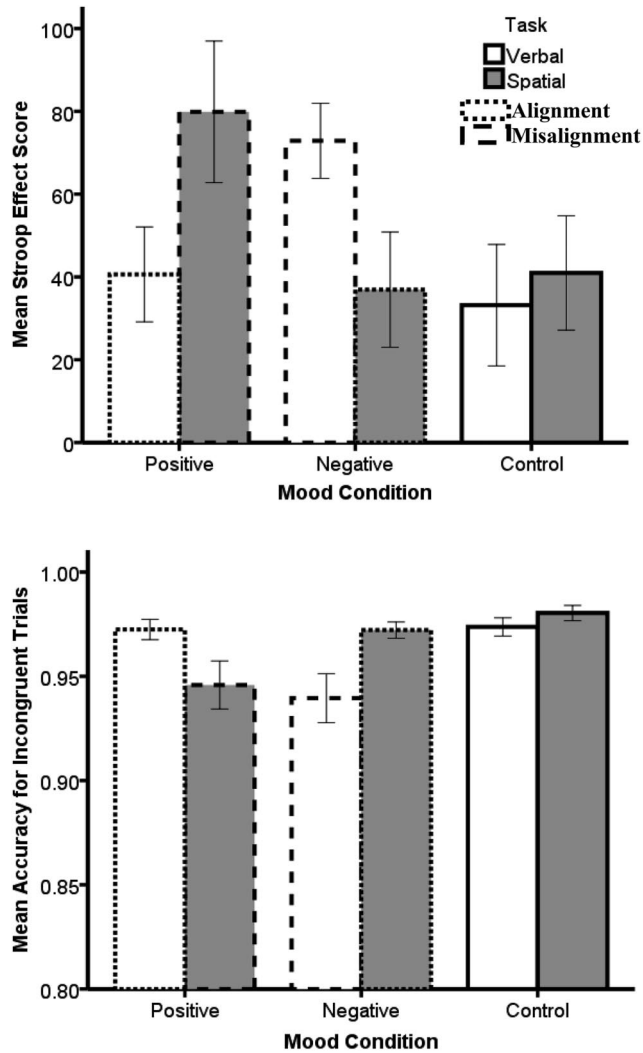 Mean Stroop Effect Score
100
80
60
40
20
0
Task
Verbal
Spatial
Alignment
Misalignment
Positive
Negative
Control
Mood Condition
Mean Accuracy for Incongruent Trials
1.00
0.95
0.90
0.85
0.80
Positive
Negative
Control
Mood Condition